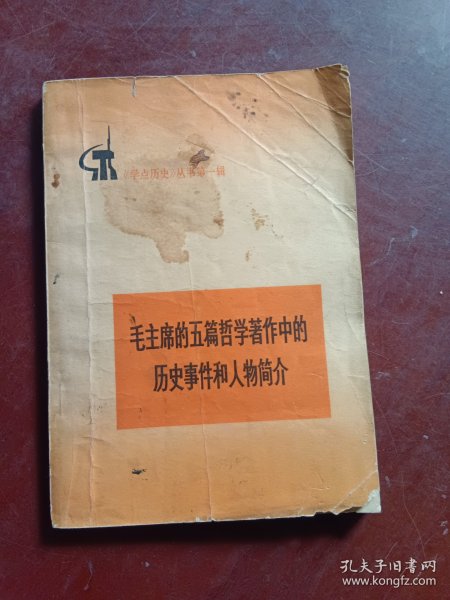 《学点历史》丛书第一辑
毛主席的五篇哲学著作中的
历史事件和人物简介
孔夫子旧书网
www.kongfz.com